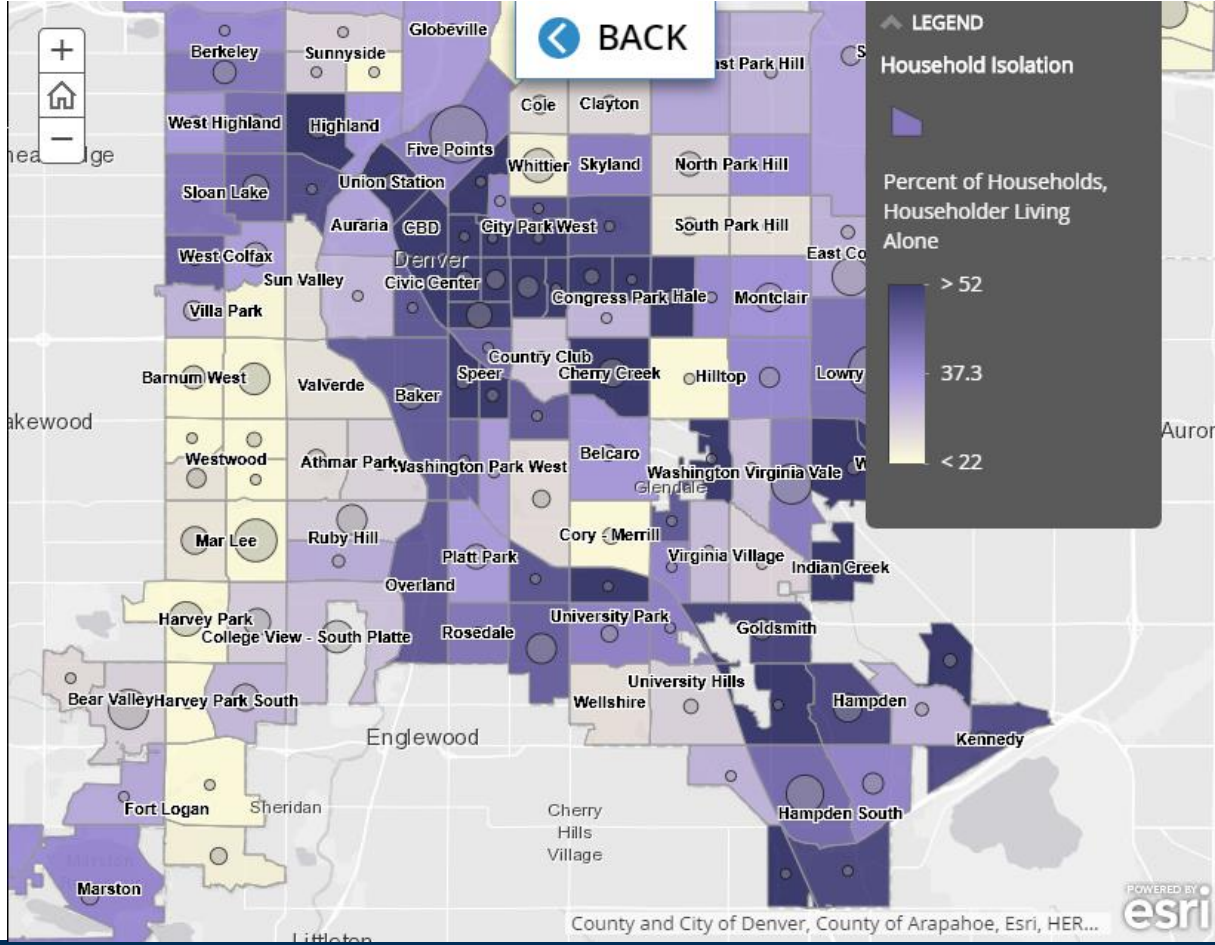 +
−
BACK
LEGEND
Household Isolation
Percent of Households,
Householder Living
Alone
> 52
37.3
< 22
Globeville
Berkeley
Sunnyside
ast Park Hill
S
Cole
Clayton
West Highland
Highland
Five Points
Whittier
Skyland
North Park Hill
Union Station
Sloan Lake
Auraria
CBD
City Park West
South Park Hill
East Co
West Colfax
Denver
Sun Valley
Civic Center
Congress Park
Hale
Montclair
Villa Park
Country Club
Speer
Cherry Creek
Hilltop
Lowry
Barnum West
Valverde
Baker
akewood
Auror
Westwood
Athmar Park
Washington Park West
Belcaro
Washington Virginia Vale
W
Glendale
Mar Lee
Ruby Hill
Cory - Merrill
Platt Park
Virginia Village
Indian Creek
Overland
Harvey Park
College View - South Platte
Rosedale
University Park
Goldsmith
University Hills
Bear Valley
Harvey Park South
Wellshire
Hampden
Englewood
Kennedy
Fort Logan
Sheridan
Cherry
Hills
Village
Hampden South
Marston
Marston
Littleton
County and City of Denver, County of Arapahoe, Esri, HER...
POWERED BY
esri